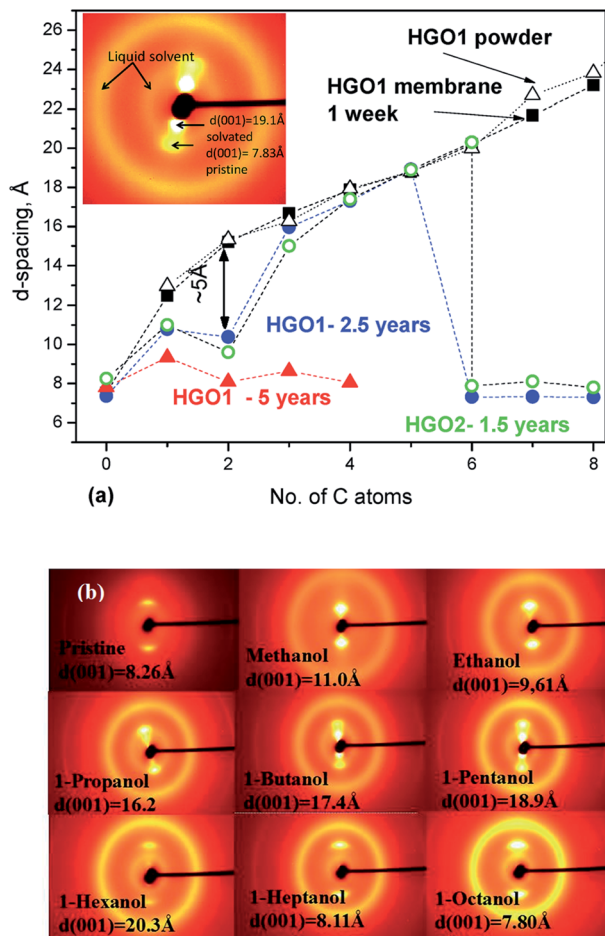 24
22
20
18
16
14
12
10
8
6
d-spacing, Å
Liquid solvent
d(001)=19.1Å
solvated
d(001)= 7.83Å
pristine
HGO1 powder
HGO1 membrane
1 week
~5Å
HGO1- 2.5 years
HGO1 - 5 years
HGO2- 1.5 years
0 2 4 6 8
(a)
No. of C atoms
(b)
Pristine
d(001)=8.26Å
Methanol
d(001)=11.0Å
Ethanol
d(001)=9,61Å
1-Propanol
d(001)=16.2
1-Butanol
d(001)=17.4Å
1-Pentanol
d(001)=18.9Å
1-Hexanol
d(001)=20.3Å
1-Heptanol
d(001)=8.11Å
1-Octanol
d(001)=7.80Å